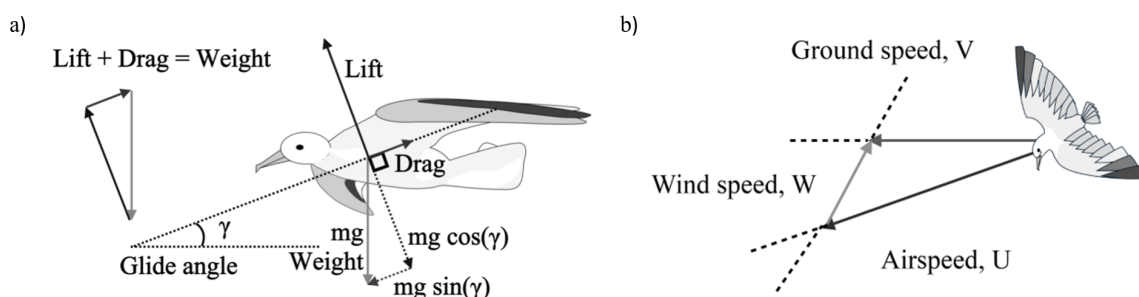 a)
Lift + Drag = Weight
Lift
Drag
γ
Glide angle
mg
Weight
mg cos(γ)
mg sin(γ)
b)
Ground speed, V
Wind speed, W
Airspeed, U